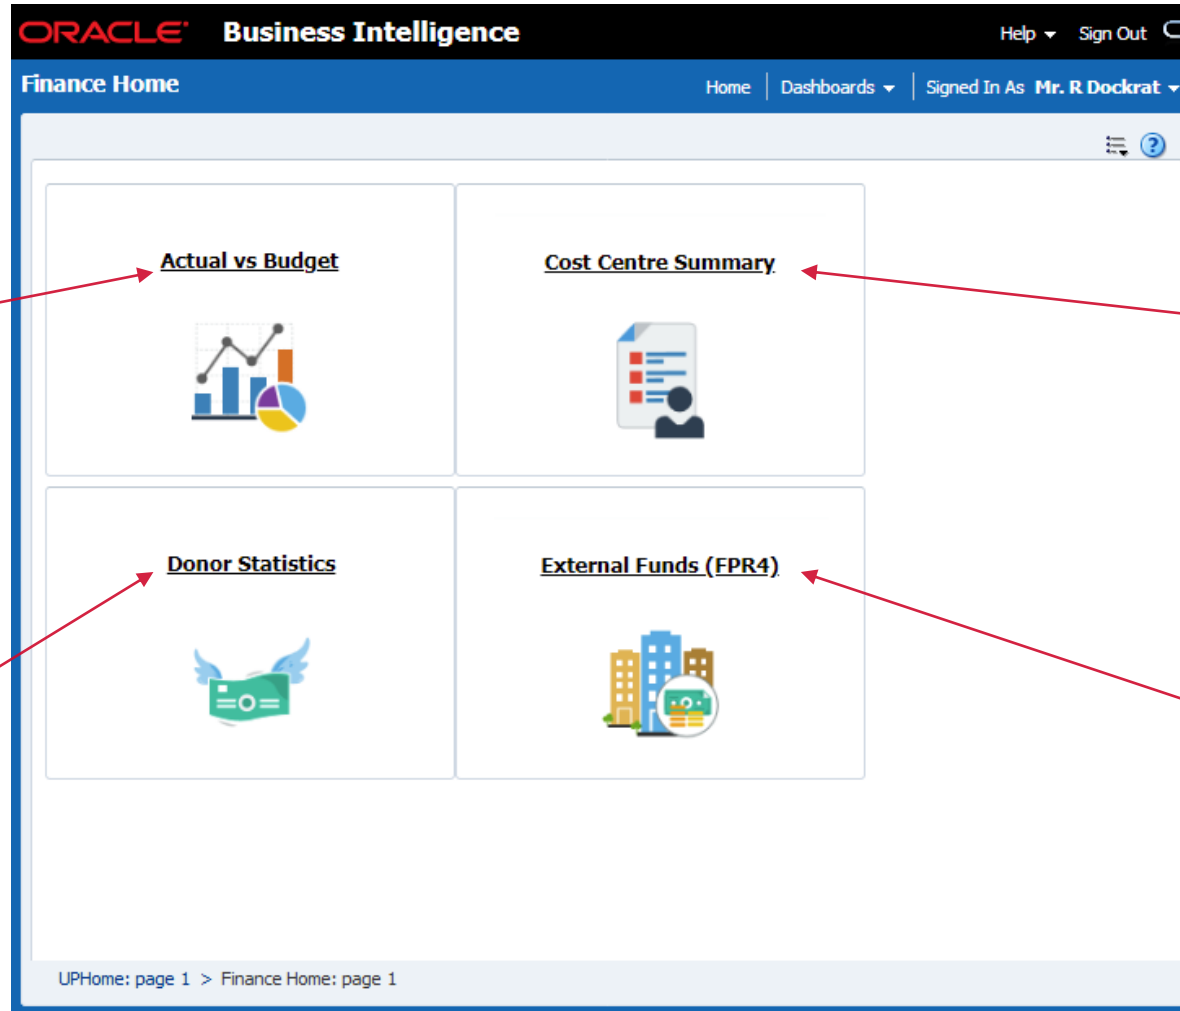 ORACLE Business Intelligence Help Sign Out
Finance Home Home Dashboards Signed In As Mr. R Dockrat
?
Actual vs Budget Cost Centre Summary
Donor Statistics External Funds (FPR4)
UPHome: page 1 > Finance Home: page 1